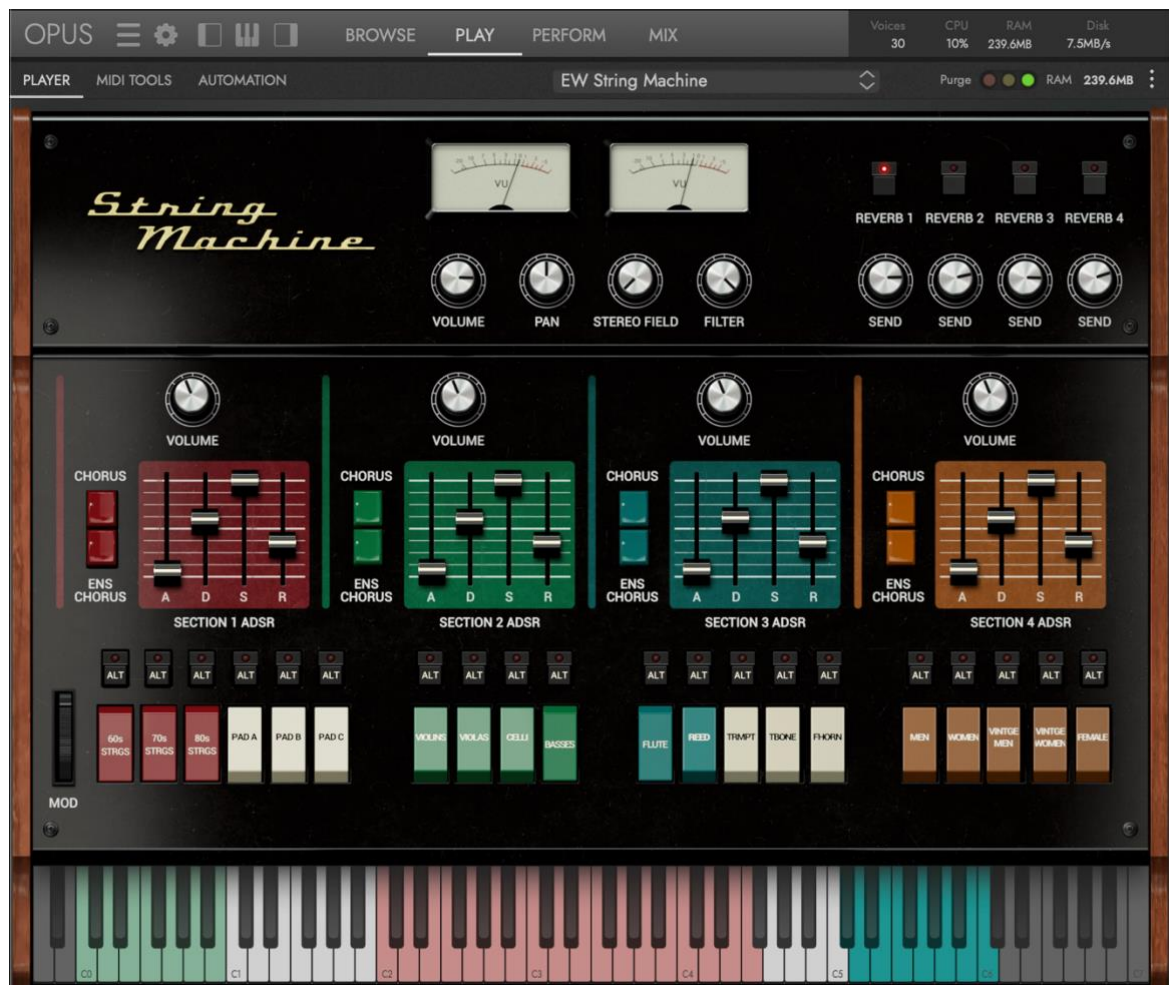 OPUS BROWSE PLAY PERFORM MIX
Voices CPU RAM Disk
30 10% 239.6MB 7.5MB/s
PLAYER MIDI TOOLS AUTOMATION EW String Machine Purge RAM 239.6MB
String
Machine
VU VU
REVERB 1 REVERB 2 REVERB 3 REVERB 4
VOLUME PAN STEREO FIELD FILTER SEND SEND SEND SEND
VOLUME VOLUME VOLUME VOLUME
CHORUS CHORUS CHORUS CHORUS
ENS ENS ENS ENS
CHORUS A D S R CHORUS A D S R CHORUS A D S R CHORUS A D S R
SECTION 1 ADSR SECTION 2 ADSR SECTION 3 ADSR SECTION 4 ADSR
ALT ALT ALT ALT ALT ALT ALT ALT ALT ALT ALT ALT ALT ALT ALT ALT ALT ALT ALT ALT
60s STRGS 70s STRGS 80s STRGS PAD A PAD B PAD C VIOLINS VIOLAS CELLI BASSES FLUTE REED TRMPT TBONE FHORN MEN WOMEN VINTGE MEN VINTGE WOMEN FEMALE
MOD
C0 C1 C2 C3 C4 C5 C6 C7